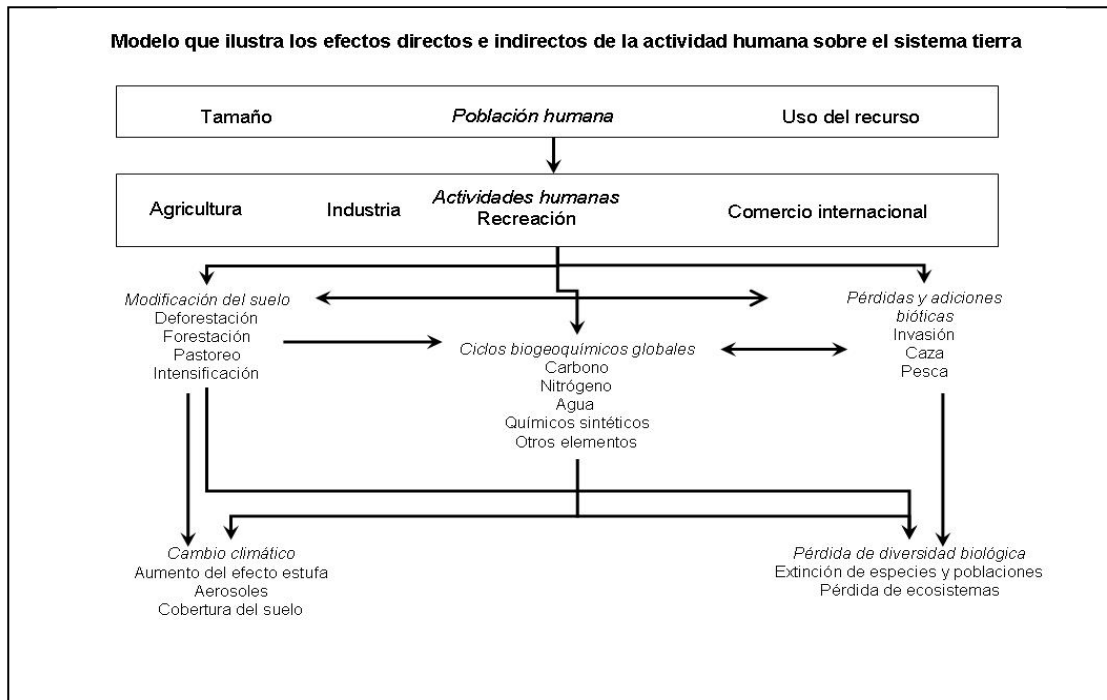 Modelo que ilustra los efectos directos e indirectos de la actividad humana sobre el sistema tierra
Tamaño Población humana Uso del recurso
Actividades humanas
Agricultura Industria Recreación Comercio internacional
Modificación del suelo
Deforestación
Forestación
Pastoreo
Intensificación
Ciclos biogeoquímicos globales
Carbono
Nitrógeno
Agua
Químicos sintéticos
Otros elementos
Pérdidas y adiciones
bióticas
Invasión
Caza
Pesca
Cambio climático
Aumento del efecto estufa
Aerosoles
Cobertura del suelo
Pérdida de diversidad biológica
Extinción de especies y poblaciones
Pérdida de ecosistemas